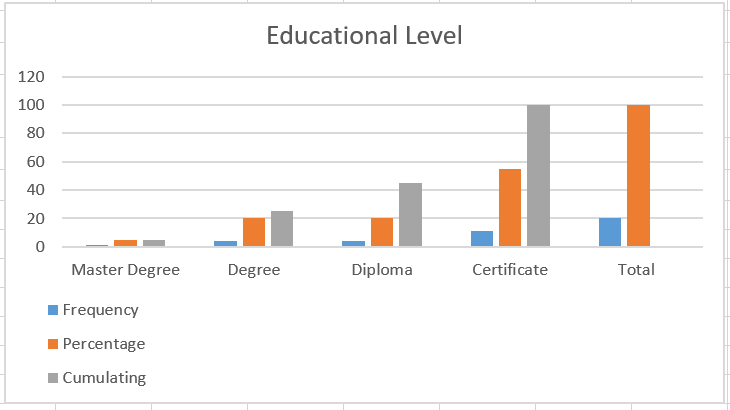 Educational Level
120
100
80
60
40
20
0
Master Degree Degree Diploma Certificate Total
Frequency
Percentage
Cumulating